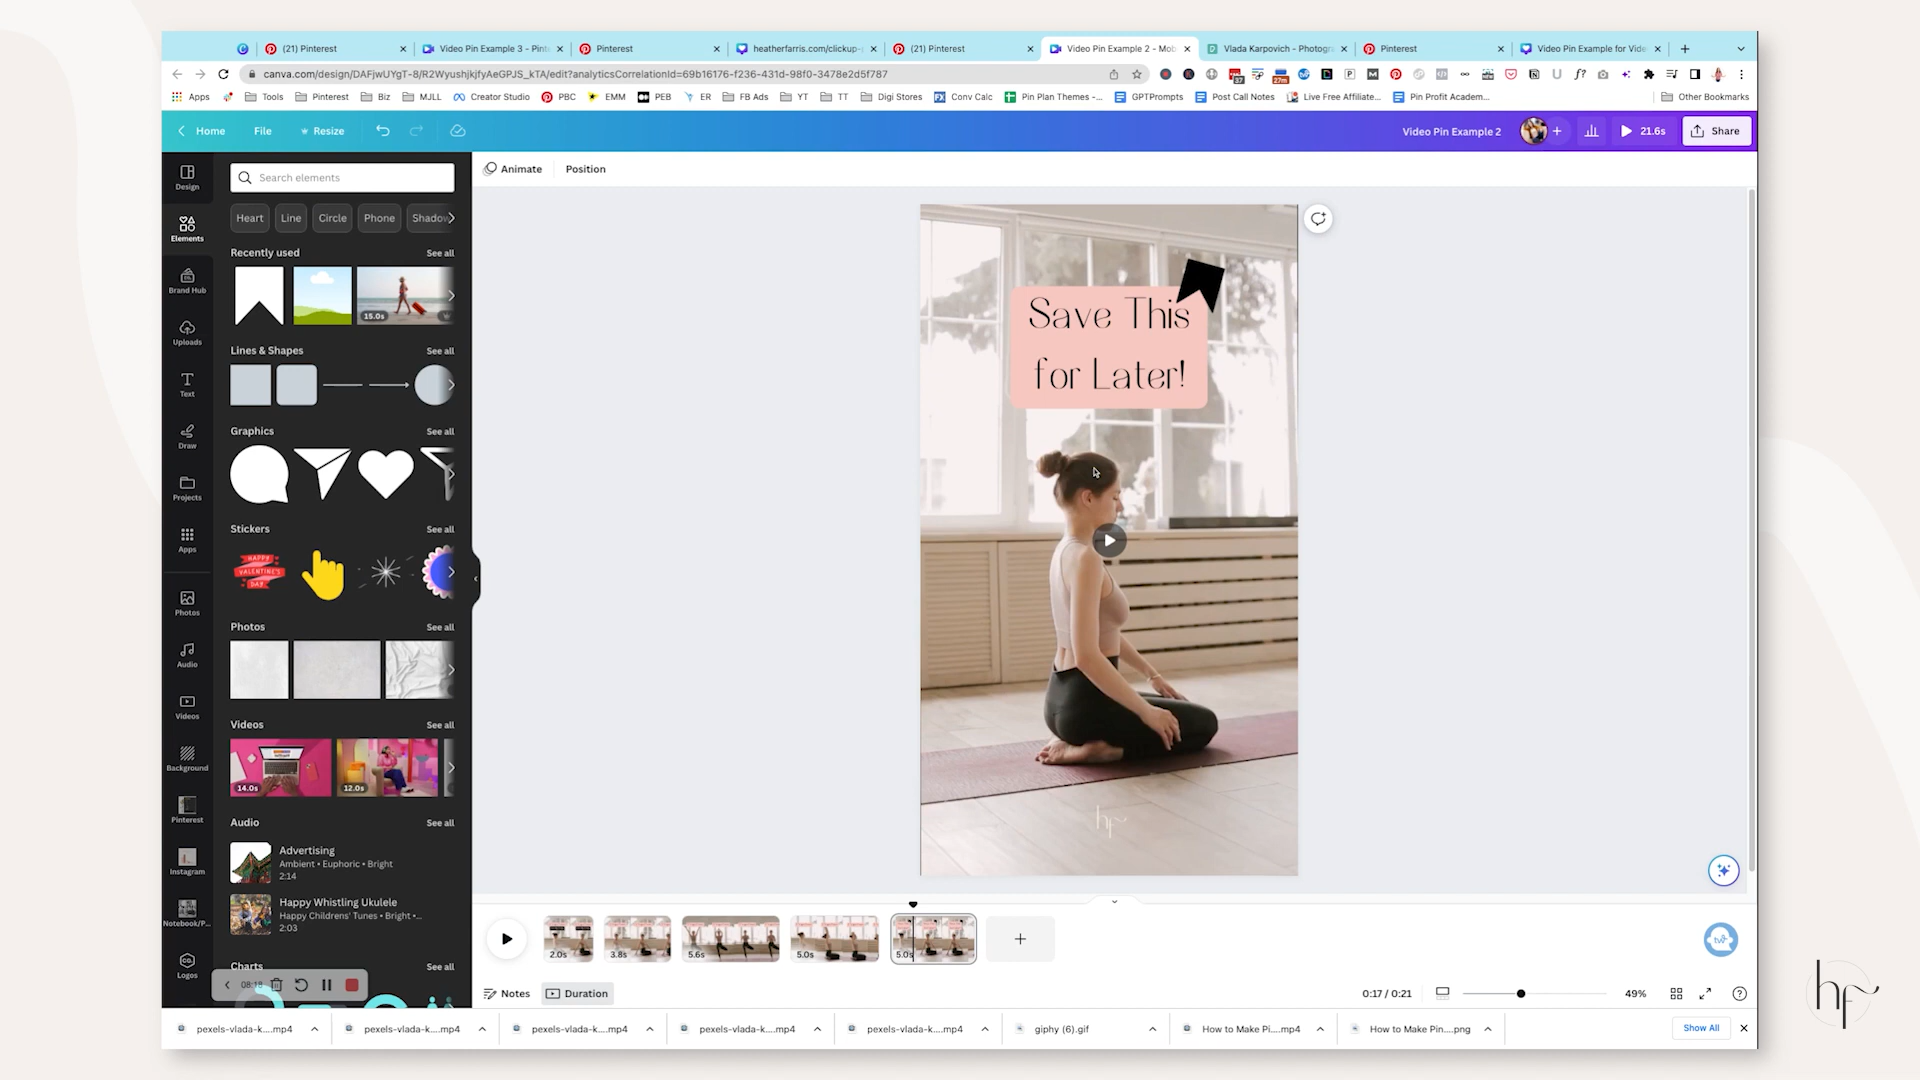 (21) Pinterest
Video Pin Example 3 - Pint
Pinterest
heatherfarris.com/clickup-
(21) Pinterest
Video Pin Example 2 - Mob
Vlada Karpovich - Photogr
Pinterest
Video Pin Example for Vide
canva.com/design/DAFjwUYgT-8/R2WyushjkjfyAeGPJS_kTA/edit?analyticsCorrelationId=69b16176-f236-431d-98f0-3478e2d5f787
Apps
Tools
Pinterest
Biz
MJLL
Creator Studio
PBC
EMM
PEB
ER
FB Ads
YT
TT
Digi Stores
Conv Calc
Pin Plan Themes -...
GPTPrompts
Post Call Notes
Live Free Affiliate...
Pin Profit Academ...
Other Bookmarks
Home
File
Resize
Video Pin Example 2
21.6s
Share
Design
Elements
Brand Hub
Uploads
Text
Draw
Projects
Apps
Photos
Audio
Videos
Background
Pinterest
Instagram
Notebook/P...
Logos
Search elements
Heart
Line
Circle
Phone
Shadow
Recently used
See all
15.0s
Lines & Shapes
See all
Graphics
See all
Stickers
See all
HAPPY
VALENTINE'S
DAY
Photos
See all
Videos
See all
14.0s
12.0s
Audio
See all
Advertising
Ambient • Euphoric • Bright
2:14
Happy Whistling Ukulele
Happy Childrens' Tunes • Bright •...
2:03
Charts
See all
Animate
Position
Save This
for Later!
hf
2.0s
3.8s
5.6s
5.0s
5.0s
Notes
Duration
0:17 / 0:21
49%
pexels-vlada-k....mp4
pexels-vlada-k....mp4
pexels-vlada-k....mp4
pexels-vlada-k....mp4
pexels-vlada-k....mp4
giphy (6).gif
How to Make Pi....mp4
How to Make Pin....png
Show All
hf